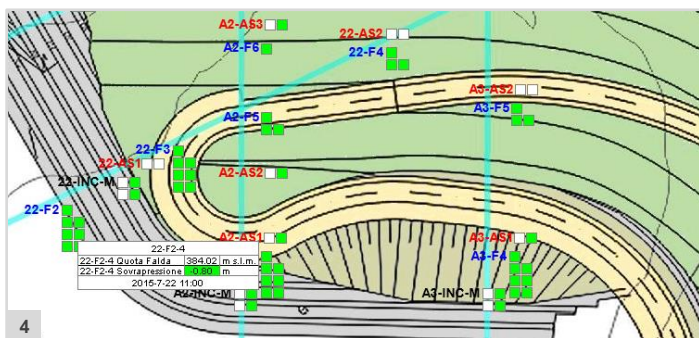 A2-AS3
22-AS2
A2-F6
22-F4
A3-AS2
A3-F5
A2-F5
22-F3
22-AS1
A2-AS2
22-INC-M
22-F2
A2-AS1
A3-AS1
22-F2-4
22-F2-4 Quota Falda 384.02 m s.l.m.
22-F2-4 Sovrapressione -0.80 m
2015-7-22 11:00
A3-F4
A2-INC-M
A3-INC-M
4